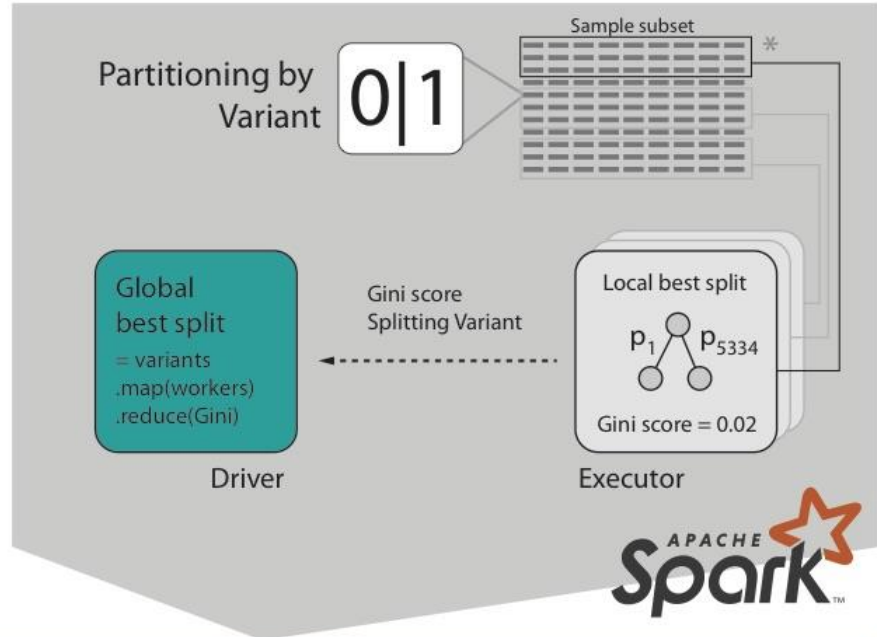 Sample subset
*
Partitioning by
Variant
0|1
Global
best split
= variants
.map(workers)
.reduce(Gini)
Driver
Gini score
Splitting Variant
Local best split
p1 p5334
Gini score = 0.02
Executor
APACHE
Spark
TM